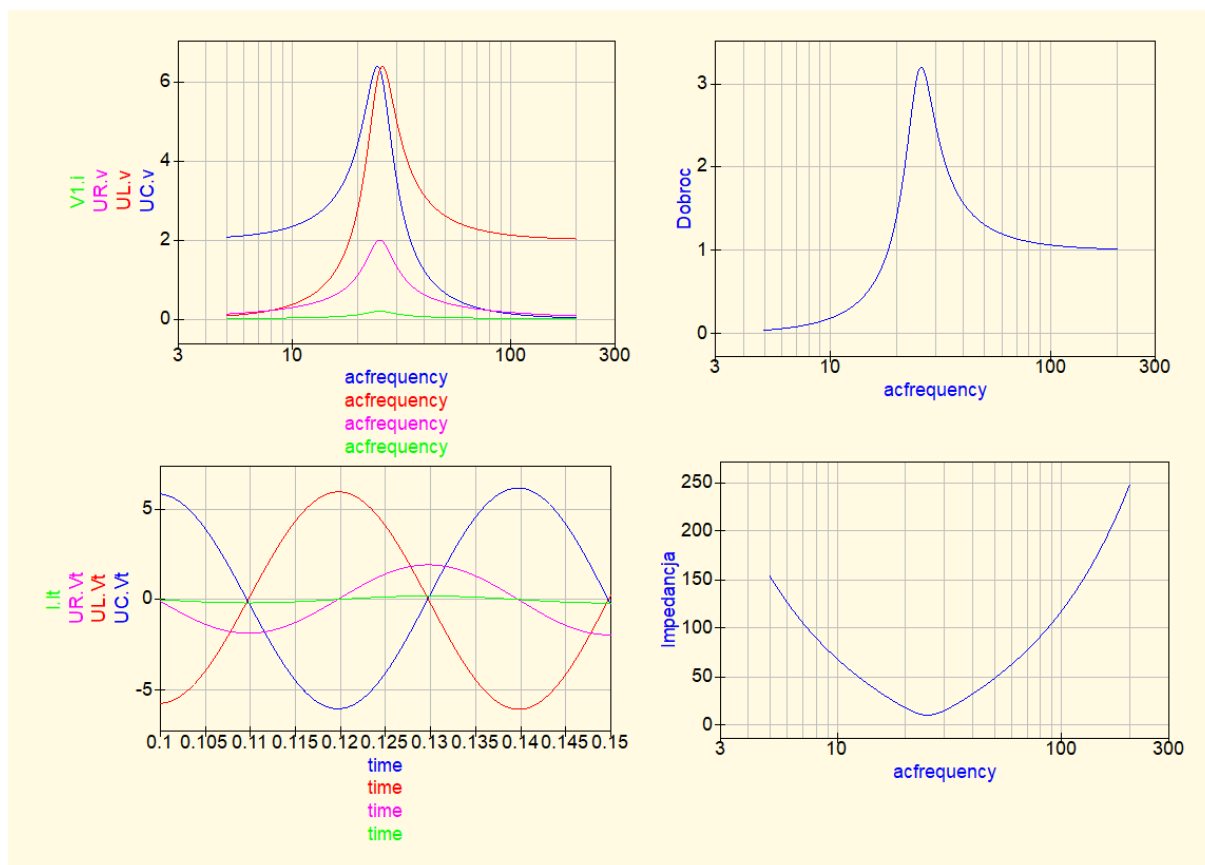 V1.i
UR.v
UL.v
UC.v
6
4
2
0
3
10
100
300
acfrequency
acfrequency
acfrequency
acfrequency
Dobroc
3
2
1
0
3
10
100
300
acfrequency
I.It
UR.Vt
UL.Vt
UC.Vt
5
0
-5
0.1 0.105 0.11 0.115 0.12 0.125 0.13 0.135 0.14 0.145 0.15
time
time
time
time
Impedancja
250
200
150
100
50
0
3
10
100
300
acfrequency